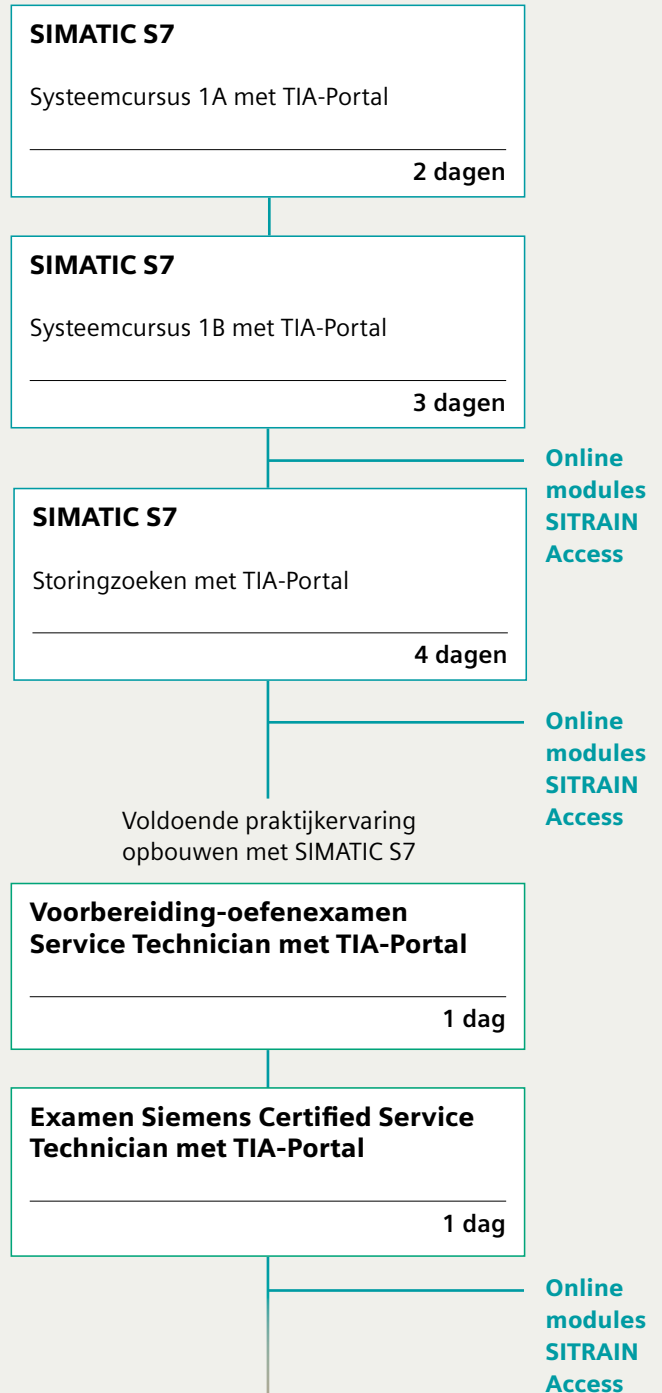 SIMATIC S7
Systeemcursus 1A met TIA-Portal
2 dagen
SIMATIC S7
Systeemcursus 1B met TIA-Portal
3 dagen
Online
modules
SITRAIN
Access
SIMATIC S7
Storingzoeken met TIA-Portal
4 dagen
Online
modules
SITRAIN
Access
Voldoende praktijkervaring
opbouwen met SIMATIC S7
Voorbereiding-oefenexamen
Service Technician met TIA-Portal
1 dag
Examen Siemens Certified Service
Technician met TIA-Portal
1 dag
Online
modules
SITRAIN
Access